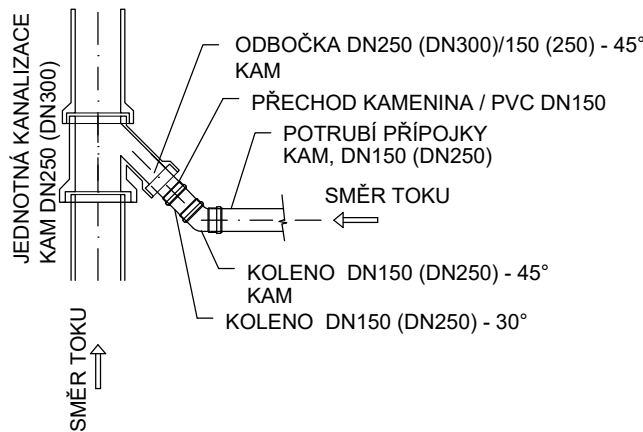 JEDNOTNÁ KANALIZACE
KAM DN250 (DN300)
ODBOČKA DN250 (DN300)/150 (250) - 45°
KAM
PŘECHOD KAMENINA / PVC DN150
POTRUBÍ PŘÍPOJKY
KAM, DN150 (DN250)
SMĚR TOKU
KOLENO DN150 (DN250) - 45°
KAM
KOLENO DN150 (DN250) - 30°
SMĚR TOKU